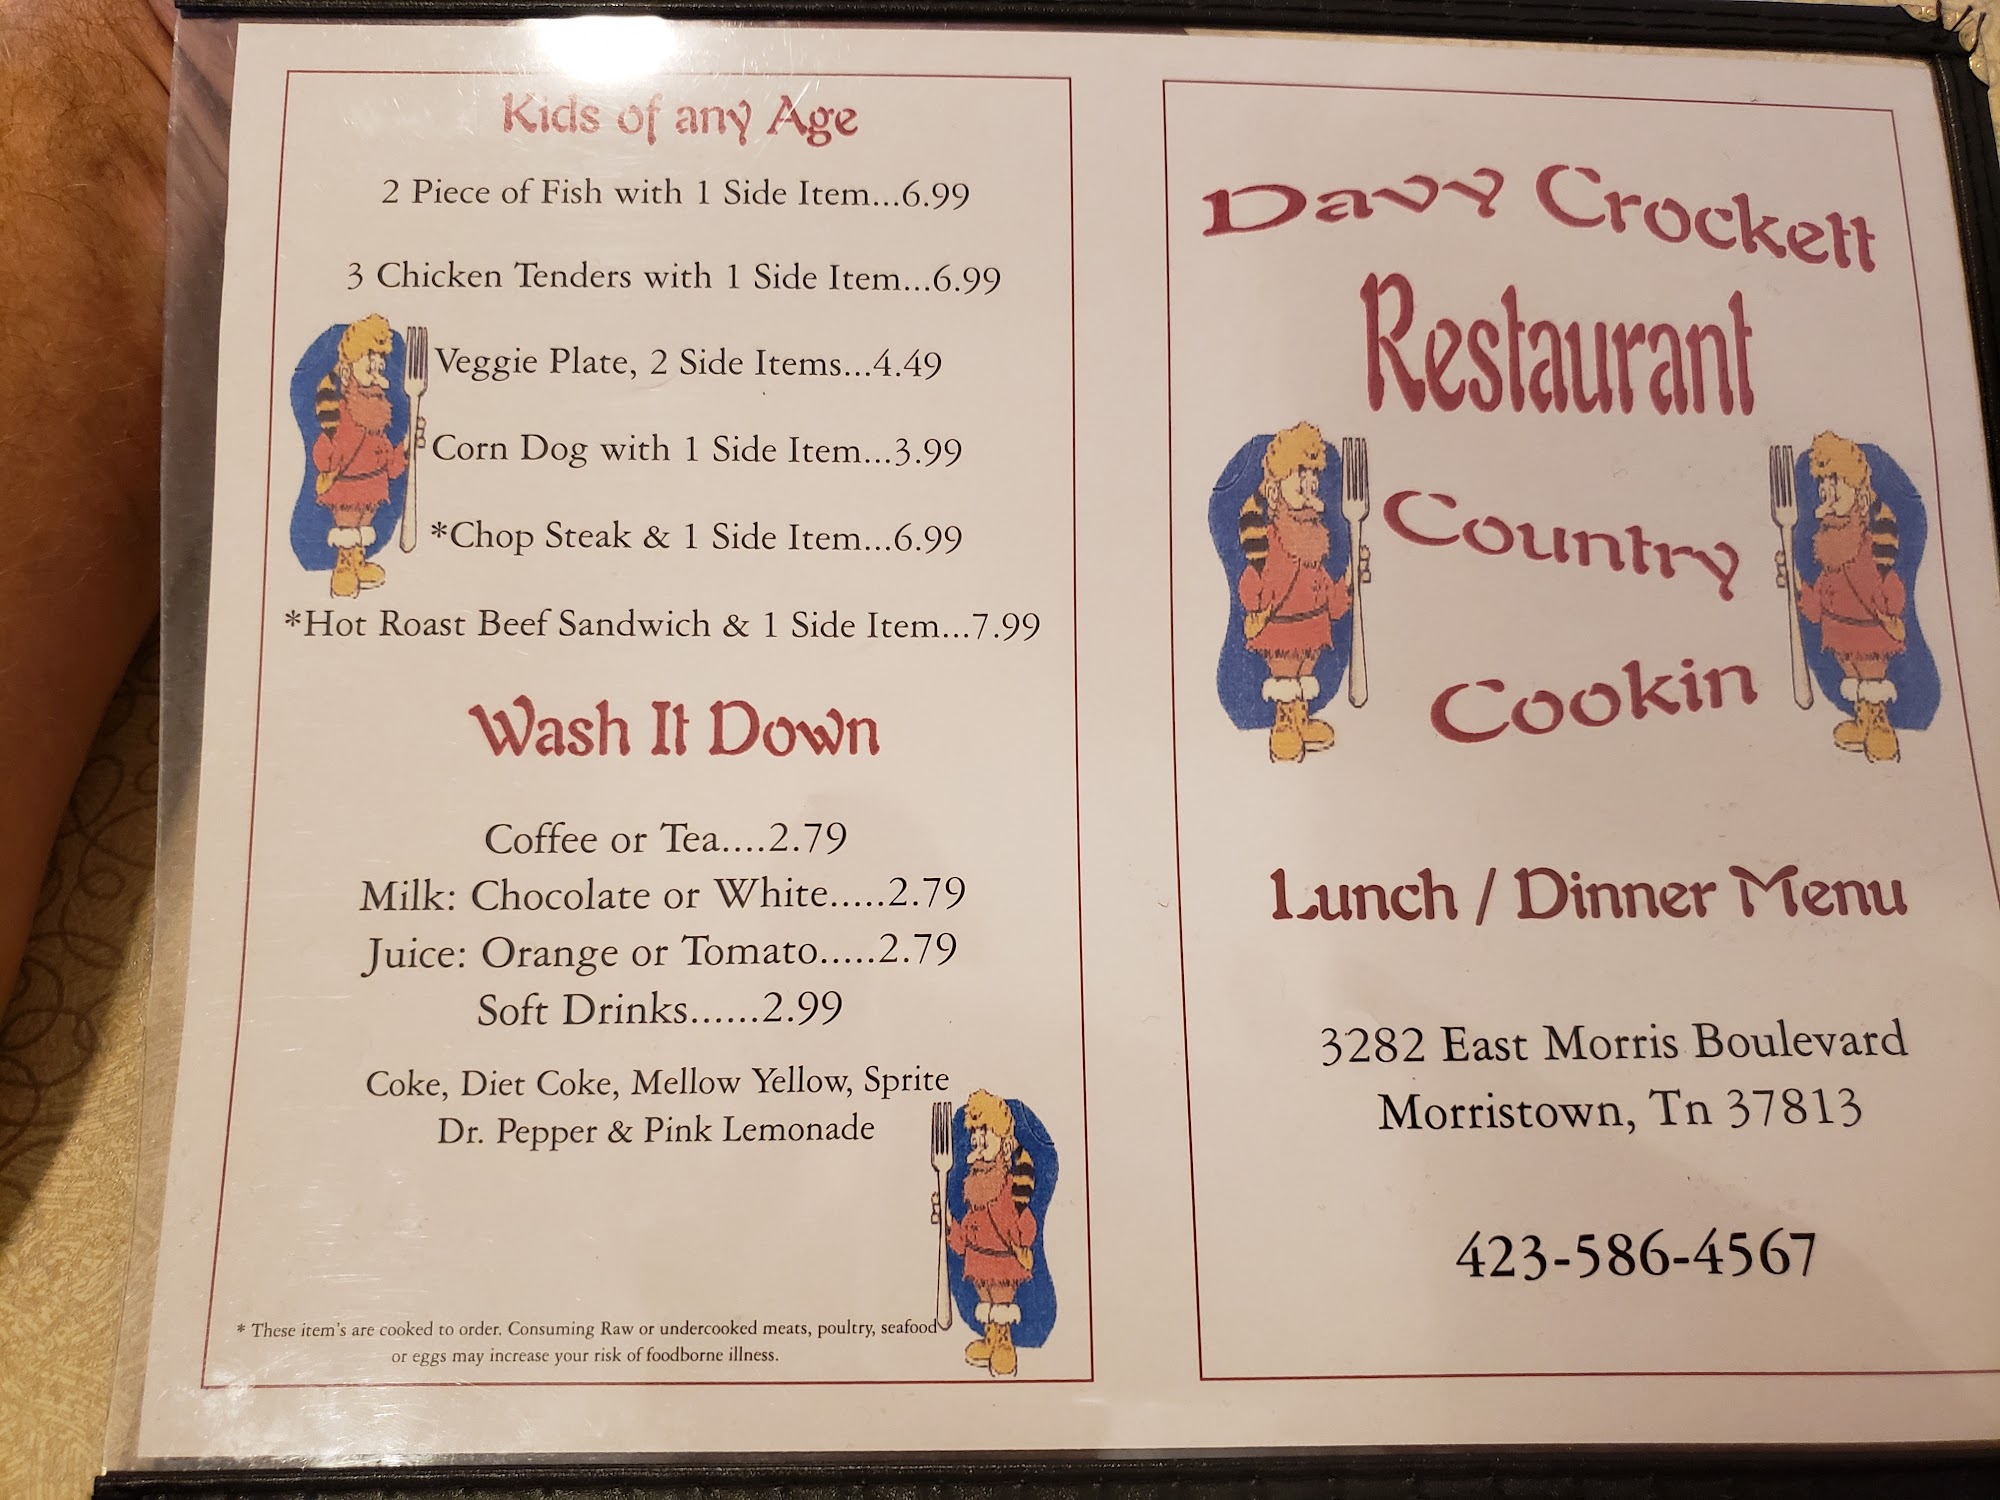 Kids of any Age
2 Piece of Fish with 1 Side Item...6.99
3 Chicken Tenders with 1 Side Item...6.99
Veggie Plate, 2 Side Items...4.49
Corn Dog with 1 Side Item...3.99
*Chop Steak & 1 Side Item...6.99
*Hot Roast Beef Sandwich & 1 Side Item...7.99
Wash It Down
Coffee or Tea....2.79
Milk: Chocolate or White.....2.79
Juice: Orange or Tomato.....2.79
Soft Drinks......2.99
Coke, Diet Coke, Mellow Yellow, Sprite
Dr. Pepper & Pink Lemonade
* These item's are cooked to order. Consuming Raw or undercooked meats, poultry, seafood
or eggs may increase your risk of foodborne illness.
Davy Crockett
Restaurant
Country
Cookin
Lunch / Dinner Menu
3282 East Morris Boulevard
Morristown, Tn 37813
423-586-4567